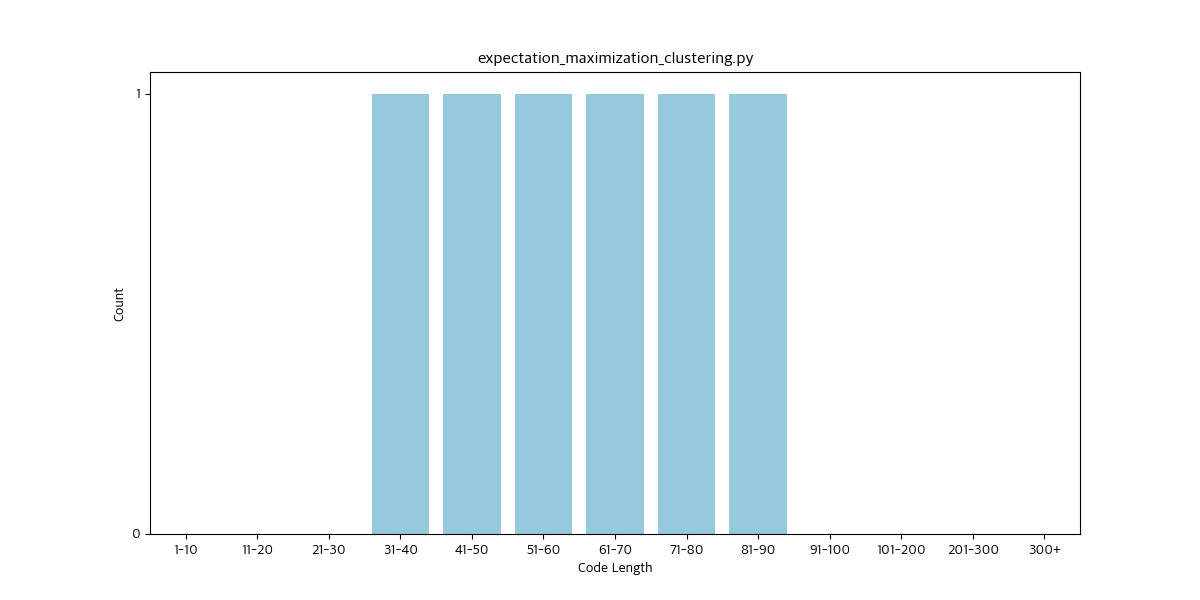 expectation_maximization_clustering.py
1
Count
0
1-10 11-20 21-30 31-40 41-50 51-60 61-70 71-80 81-90 91-100 101-200 201-300 300+
Code Length